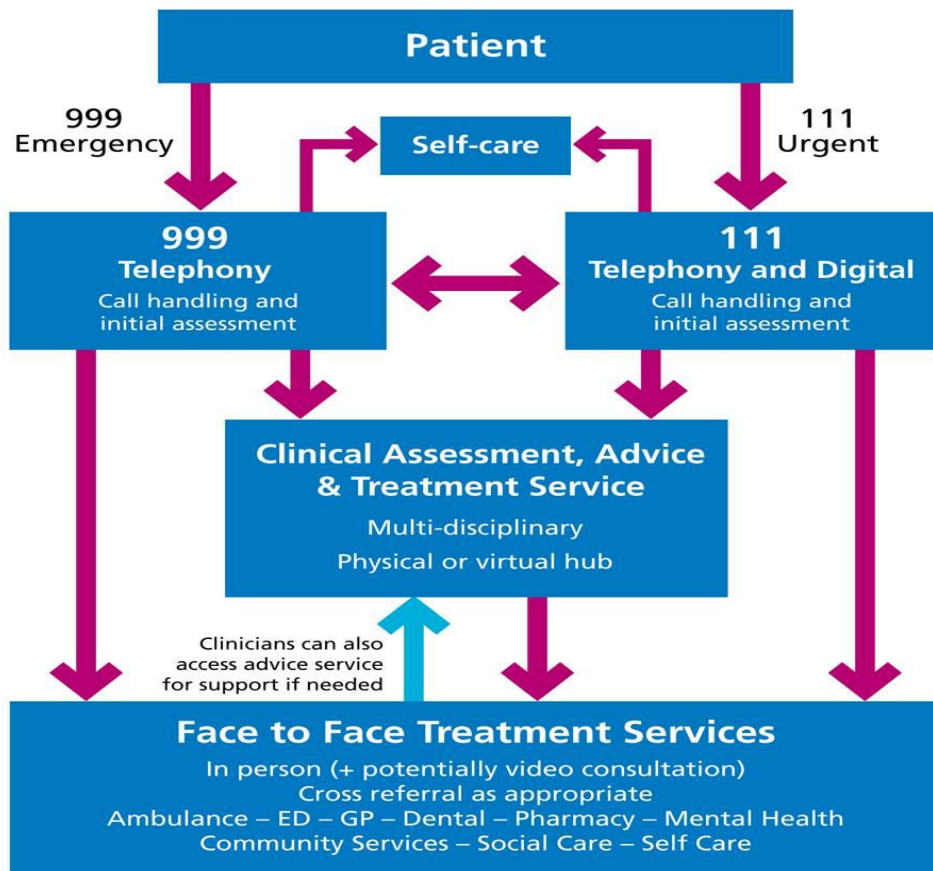 Patient
999
Emergency
111
Urgent
Self-care
999
Telephony
Call handling and
initial assessment
111
Telephony and Digital
Call handling and
initial assessment
Clinical Assessment, Advice
& Treatment Service
Multi-disciplinary
Physical or virtual hub
Clinicians can also
access advice service
for support if needed
Face to Face Treatment Services
In person (+ potentially video consultation)
Cross referral as appropriate
Ambulance – ED – GP – Dental – Pharmacy – Mental Health
Community Services – Social Care – Self Care